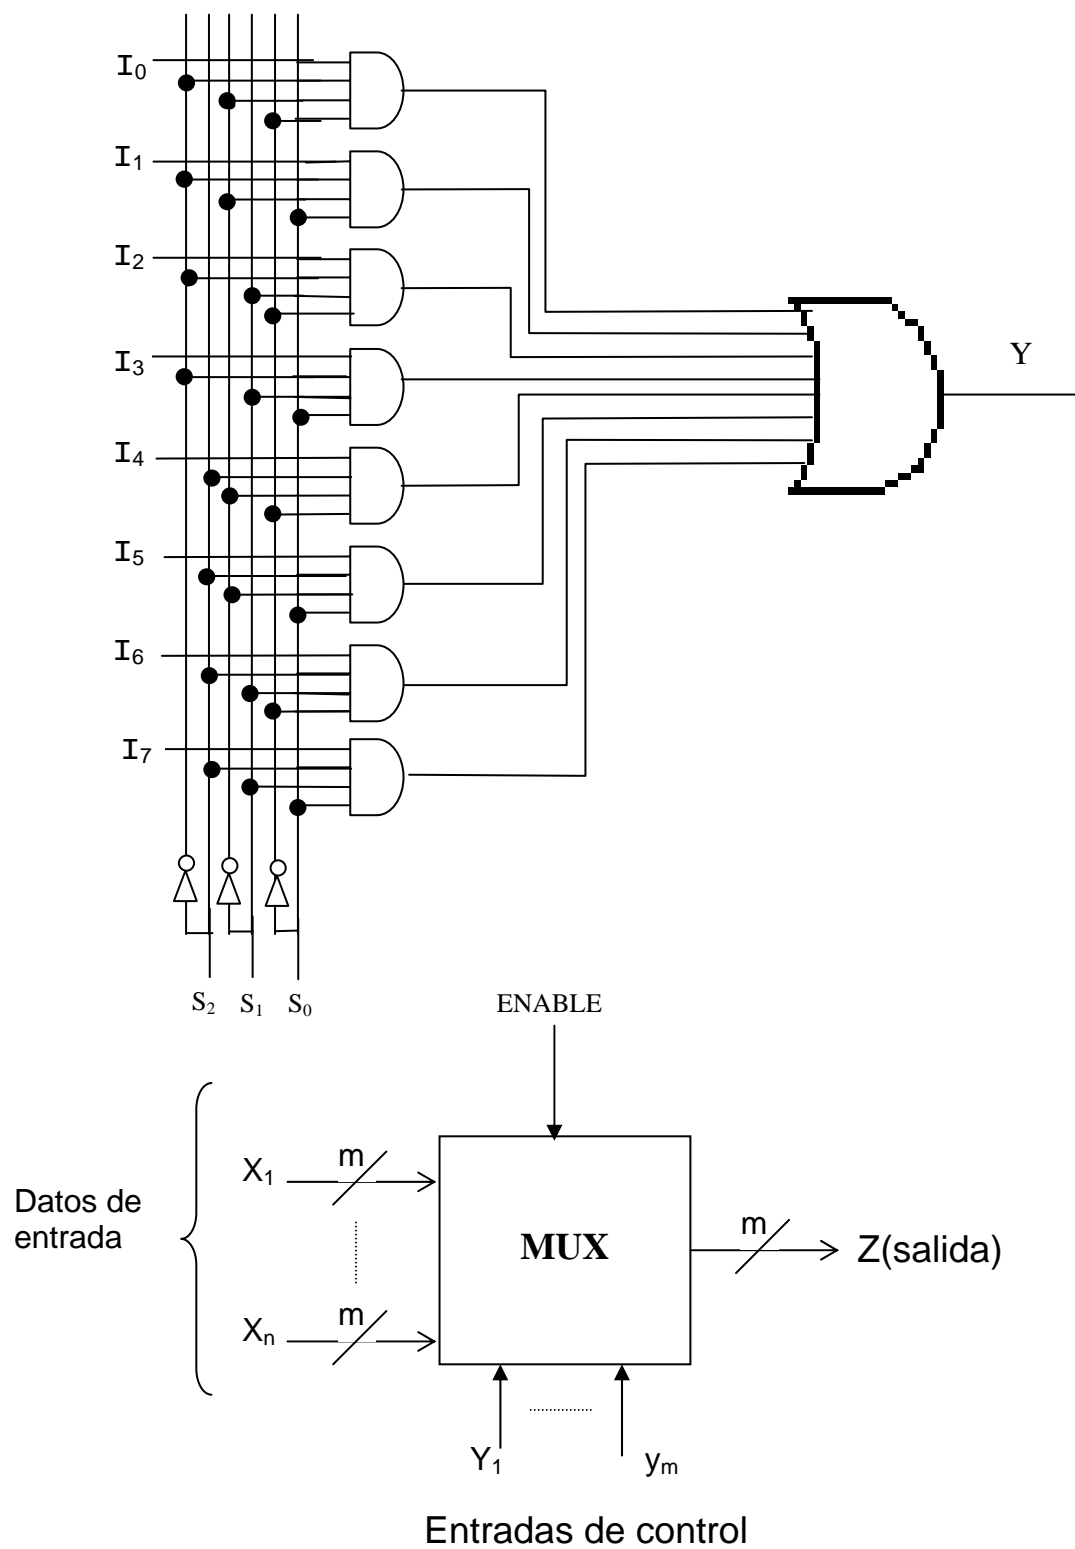 I0
I1
I2
I3
Y
I4
I5
I6
I7
S2 S1 S0
ENABLE
X1 m
Datos de
entrada
MUX
m
Z(salida)
Xn m
Y1 ym
Entradas de control